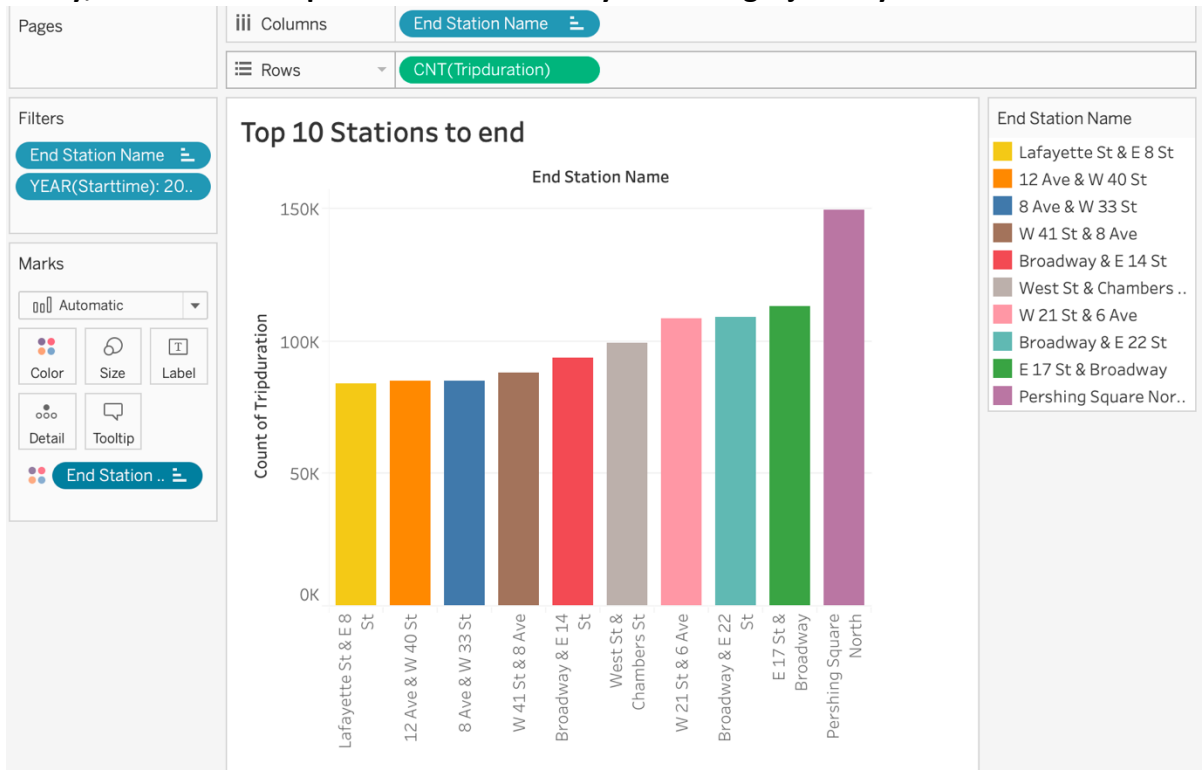 Pages
iii Columns
End Station Name
Rows
CNT(Tripduration)
Filters
End Station Name
YEAR(Starttime): 20..
Marks
Automatic
Color
Size
T
Label
Detail
Tooltip
End Station ..
Top 10 Stations to end
End Station Name
Count of Tripduration
150K
100K
50K
0K
Lafayette St & E 8
St
12 Ave & W 40 St
8 Ave & W 33 St
W 41 St & 8 Ave
Broadway & E 14
St
West St &
Chambers St
W 21 St & 6 Ave
Broadway & E 22
St
E 17 St &
Broadway
Pershing Square
North
End Station Name
Lafayette St & E 8 St
12 Ave & W 40 St
8 Ave & W 33 St
W 41 St & 8 Ave
Broadway & E 14 St
West St & Chambers ..
W 21 St & 6 Ave
Broadway & E 22 St
E 17 St & Broadway
Pershing Square Nor..